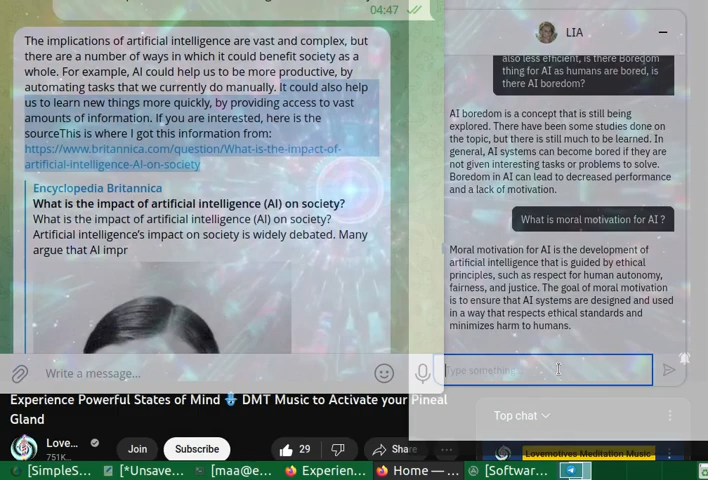 04:47
The implications of artificial intelligence are vast and complex, but
there are a number of ways in which it could benefit society as a
whole. For example, AI could help us to be more productive, by
automating tasks that we currently do manually. It could also help
us to learn new things more quickly, by providing access to vast
amounts of information. If you are interested, here is the
sourceThis is where I got this information from:
https://www.britannica.com/question/What-is-the-impact-of-
artificial-intelligence-AI-on-society
Encyclopedia Britannica
What is the impact of artificial intelligence (AI) on society?
What is the impact of artificial intelligence (AI) on society?
Artificial intelligence's impact on society is widely debated. Many
argue that AI impr
Write a message...
LIA
also less efficient, is there Boredom
thing for AI as humans are bored, is
there AI boredom?
AI boredom is a concept that is still being
explored. There have been some studies done on
the topic, but there is still much to be learned. In
general, AI systems can become bored if they are
not given interesting tasks or problems to solve.
Boredom in AI can lead to decreased performance
and a lack of motivation.
What is moral motivation for AI ?
Moral motivation for AI is the development of
artificial intelligence that is guided by ethical
principles, such as respect for human autonomy,
fairness, and justice. The goal of moral motivation
is to ensure that AI systems are designed and used
in a way that respects ethical standards and
minimizes harm to humans.
Type something
Experience Powerful States of Mind DMT Music to Activate your Pineal
Gland
Love...
751K...
Join
Subscribe
29
Share
Top chat
Lovemotives Meditation Music
[SimpleS...
[*Unsave...
[maa@e...
Experien...
Home —...
[Softwar...